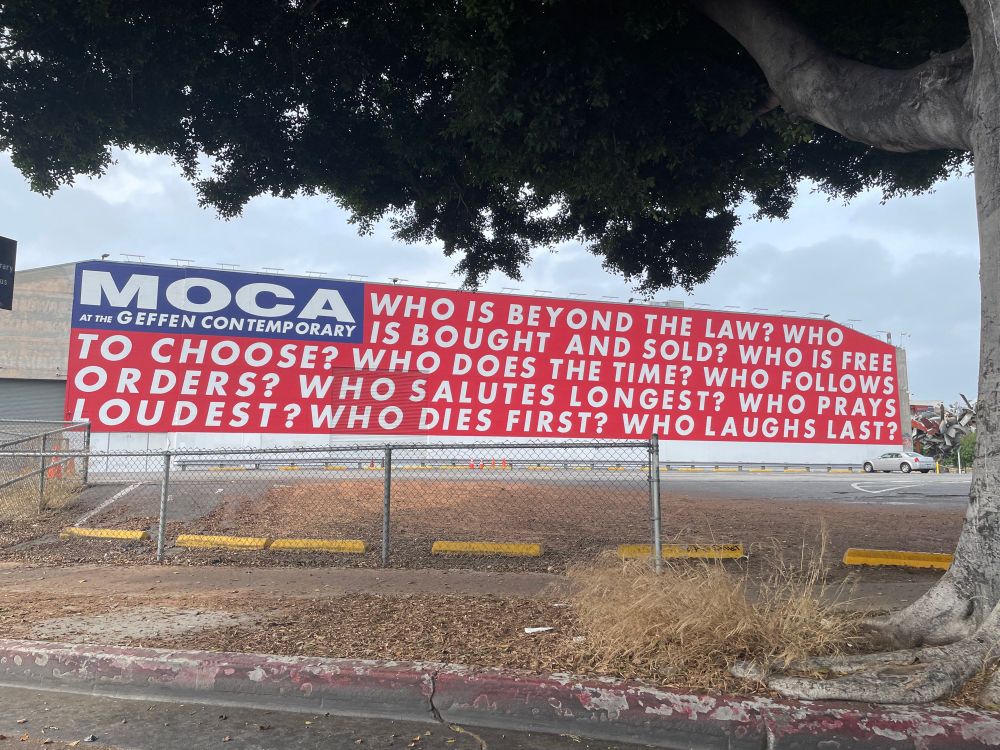 MOCA
AT THE GEFFEN CONTEMPORARY
WHO IS BEYOND THE LAW? WHO
IS BOUGHT AND SOLD? WHO IS FREE
TO CHOOSE? WHO DOES THE TIME? WHO FOLLOWS
ORDERS? WHO SALUTES LONGEST? WHO PRAYS
LOUDEST? WHO DIES FIRST? WHO LAUGHS LAST?